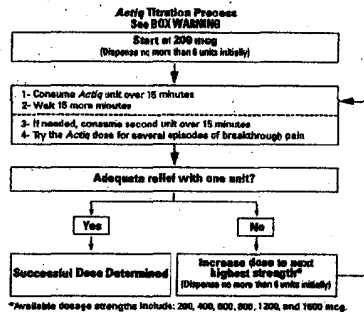 Actiq Titration Process
See BOX WARNING
Start at 200 mcg
(Dispense no more than 6 units initially)
1- Consume Actiq unit over 15 minutes
2- Wait 15 more minutes
3- If needed, consume second unit over 15 minutes
4- Try the Actiq dose for several episodes of breakthrough pain
Adequate relief with one unit?
Yes
No
Successful Dose Determined
Increase dose to next
highest strength*
(Dispense no more than 6 units initially)
*Available dosage strengths include: 200, 400, 600, 800, 1200, and 1600 mcg.